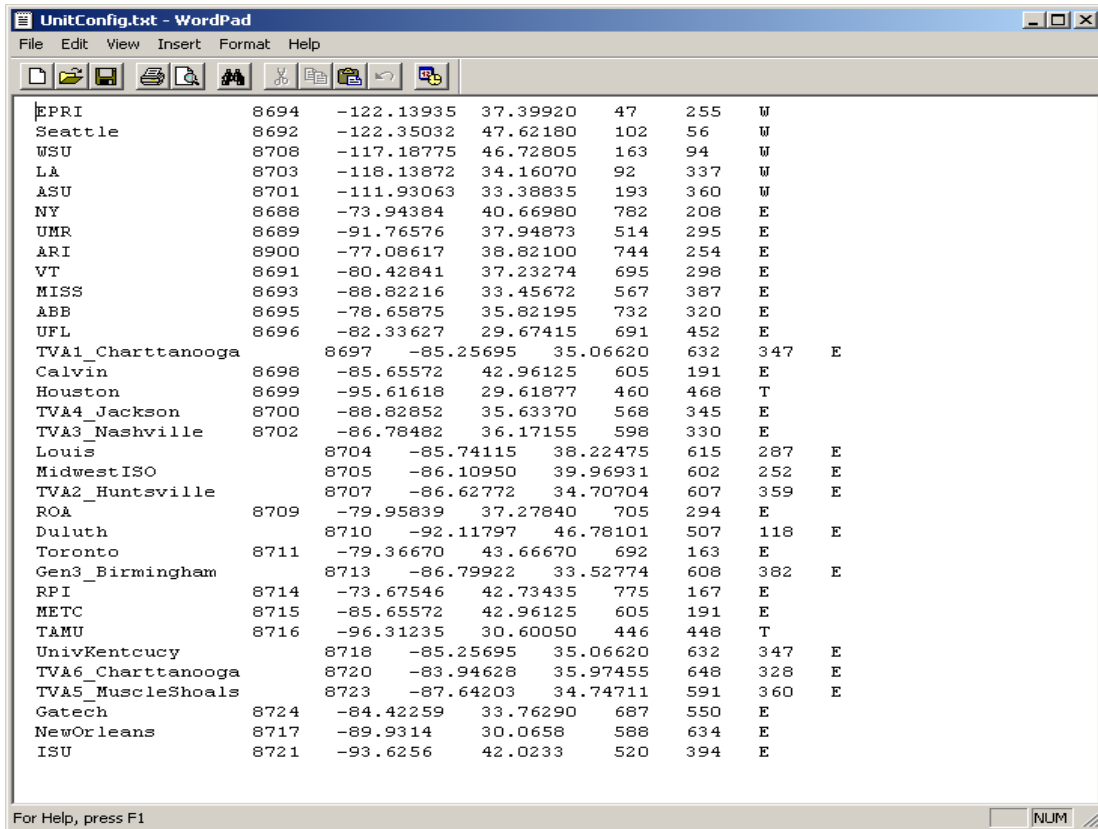 UnitConfig.txt - WordPad
File Edit View Insert Format Help
EPRI 8694 -122.13935 37.39920 47 255 W
Seattle 8692 -122.35032 47.62180 102 56 W
WSU 8708 -117.18775 46.72805 163 94 W
LA 8703 -118.13872 34.16070 92 337 W
ASU 8701 -111.93063 33.38835 193 360 W
NY 8688 -73.94384 40.66980 782 208 E
UMR 8689 -91.76576 37.94873 514 295 E
ARI 8900 -77.08617 38.82100 744 254 E
VT 8691 -80.42841 37.23274 695 298 E
MISS 8693 -88.82216 33.45672 567 387 E
ABB 8695 -78.65875 35.82195 732 320 E
UFL 8696 -82.33627 29.67415 691 452 E
TVA1_Charttanooga 8697 -85.25695 35.06620 632 347 E
Calvin 8698 -85.65572 42.96125 605 191 E
Houston 8699 -95.61618 29.61877 460 468 T
TVA4_Jackson 8700 -88.82852 35.63370 568 345 E
TVA3_Nashville 8702 -86.78482 36.17155 598 330 E
Louis 8704 -85.74115 38.22475 615 287 E
MidwestISO 8705 -86.10950 39.96931 602 252 E
TVA2_Huntsville 8707 -86.62772 34.70704 607 359 E
ROA 8709 -79.95839 37.27840 705 294 E
Duluth 8710 -92.11797 46.78101 507 118 E
Toronto 8711 -79.36670 43.66670 692 163 E
Gen3_Birmingham 8713 -86.79922 33.52774 608 382 E
RPI 8714 -73.67546 42.73435 775 167 E
METC 8715 -85.65572 42.96125 605 191 E
TAMU 8716 -96.31235 30.60050 446 448 T
UnivKentcucy 8718 -85.25695 35.06620 632 347 E
TVA6_Charttanooga 8720 -83.94628 35.97455 648 328 E
TVA5_MuscleShoals 8723 -87.64203 34.74711 591 360 E
Gatech 8724 -84.42259 33.76290 687 550 E
NewOrleans 8717 -89.9314 30.0658 588 634 E
ISU 8721 -93.6256 42.0233 520 394 E
For Help, press F1 NUM